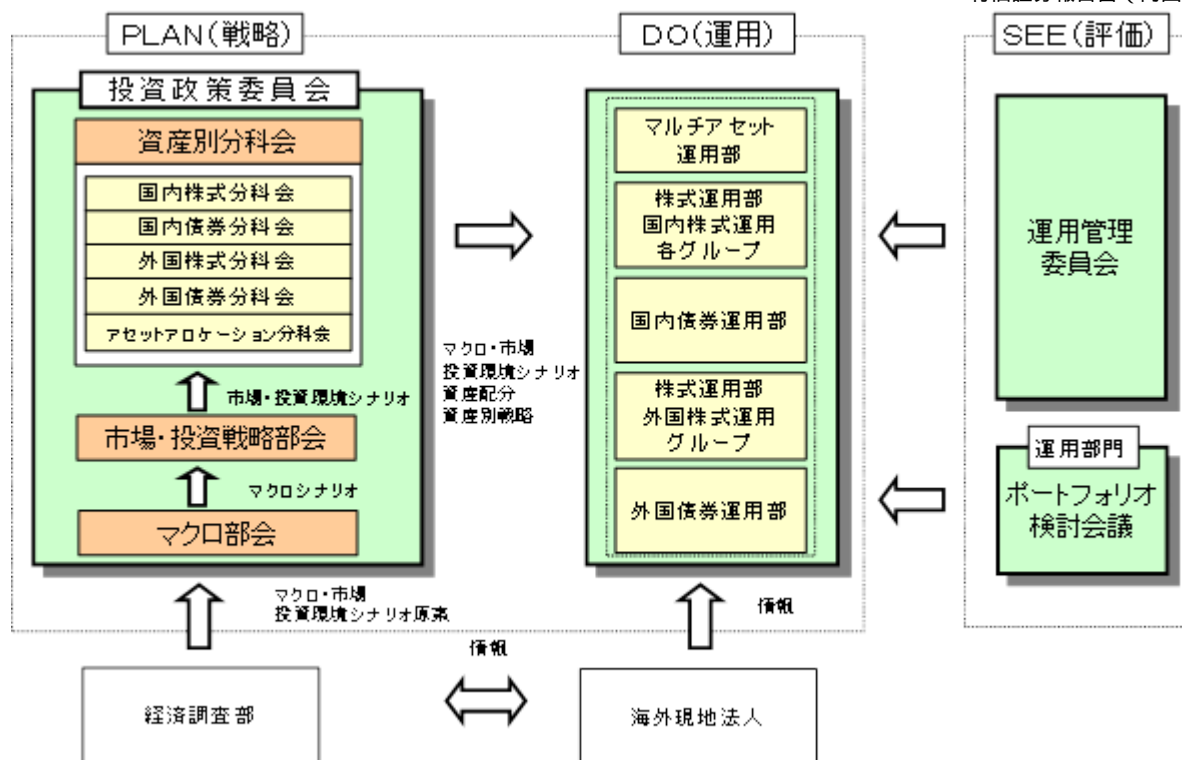 PLAN(戦略)
投資政策委員会
資産別分科会
国内株式分科会
国内債券分科会
外国株式分科会
外国債券分科会
アセットアロケーション分科会
市場・投資環境シナリオ
市場・投資戦略部会
マクロシナリオ
マクロ部会
マクロ・市場
投資環境シナリオ原案
経済調査部
マクロ・市場
投資環境シナリオ
資産配分
資産別戦略
情報
DO(運用)
マルチアセット
運用部
株式運用部
国内株式運用
各グループ
国内債券運用部
株式運用部
外国株式運用
グループ
外国債券運用部
情報
海外現地法人
SEE(評価)
運用管理
委員会
運用部門
ポートフォリオ
検討会議